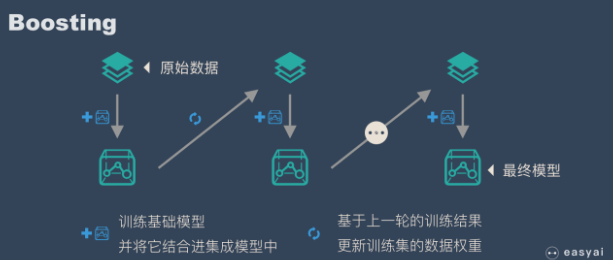 Boosting
原始数据
最终模型
训练基础模型
并将它结合进集成模型中
基于上一轮的训练结果
更新训练集的数据权重
easyai